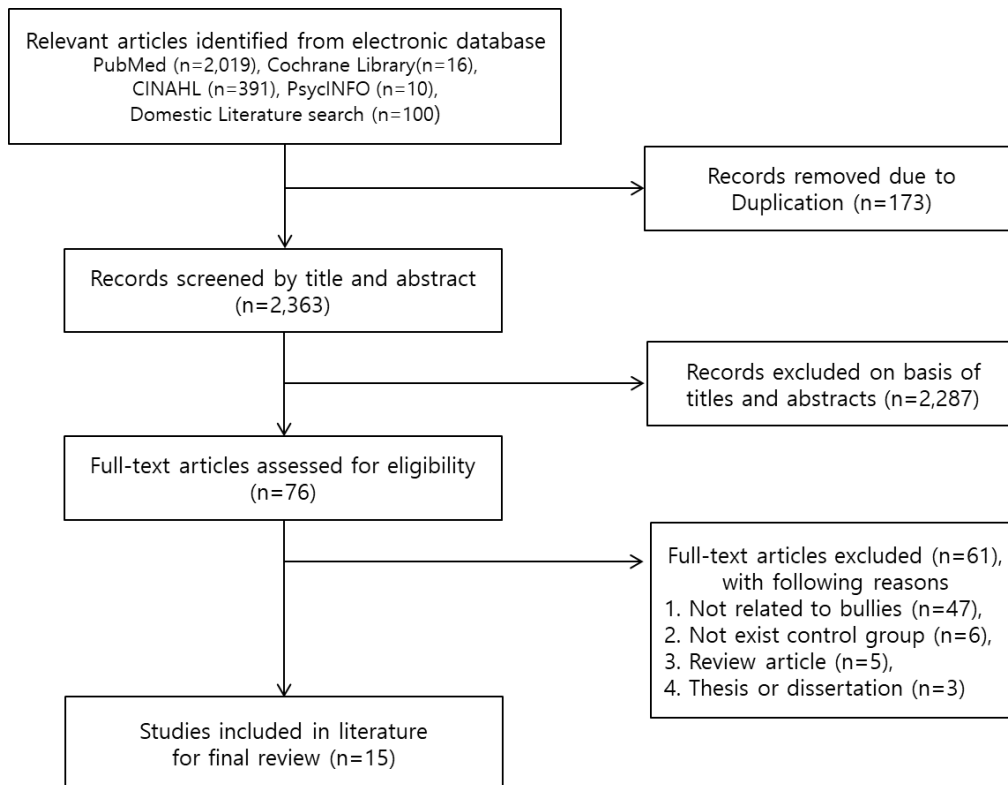 Relevant articles identified from electronic database
PubMed (n=2,019), Cochrane Library(n=16),
CINAHL (n=391), PsycINFO (n=10),
Domestic Literature search (n=100)
Records removed due to
Duplication (n=173)
Records screened by title and abstract
(n=2,363)
Records excluded on basis of
titles and abstracts (n=2,287)
Full-text articles assessed for eligibility
(n=76)
Full-text articles excluded (n=61),
with following reasons
1. Not related to bullies (n=47),
2. Not exist control group (n=6),
3. Review article (n=5),
4. Thesis or dissertation (n=3)
Studies included in literature
for final review (n=15)